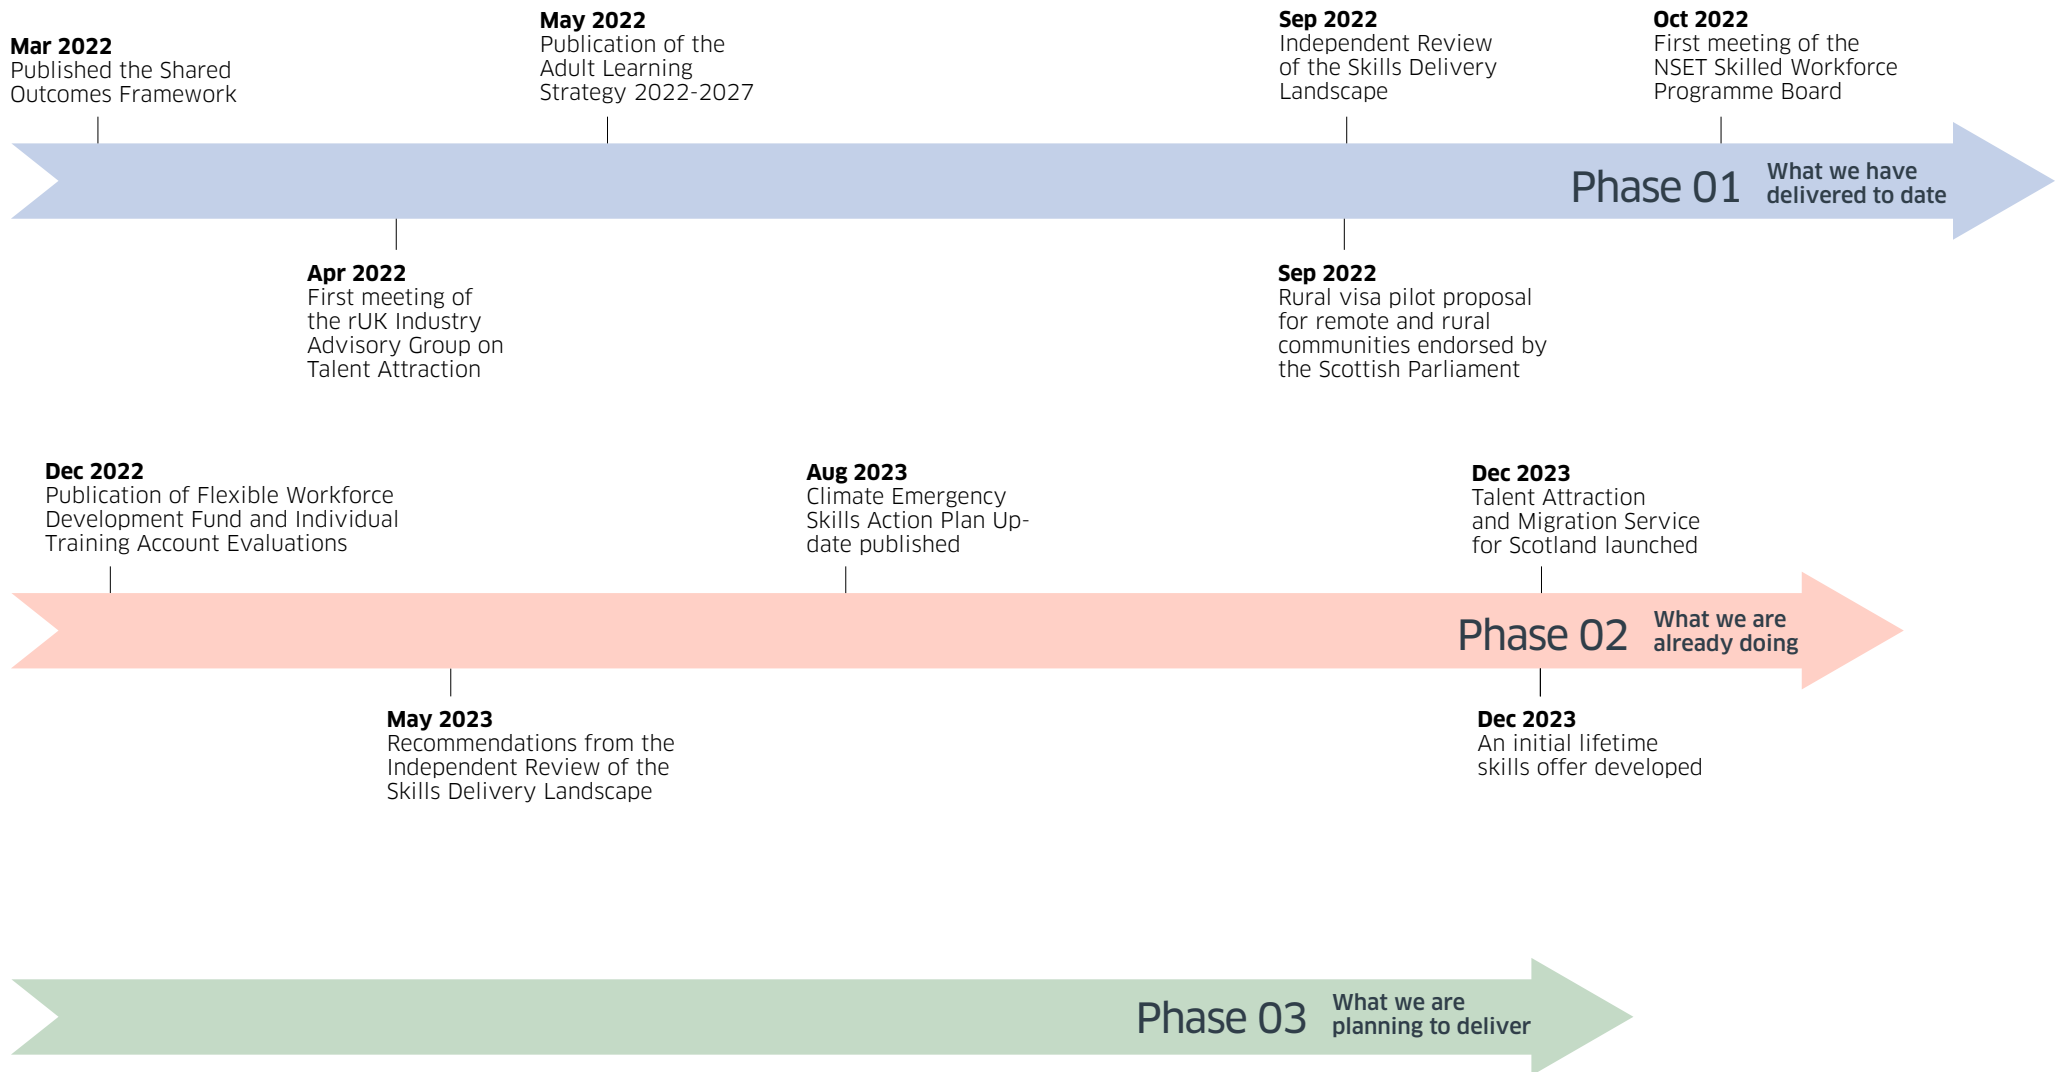 Mar 2022
Published the Shared
Outcomes Framework
May 2022
Publication of the
Adult Learning
Strategy 2022-2027
Sep 2022
Independent Review
of the Skills Delivery
Landscape
Oct 2022
First meeting of the
NSET Skilled Workforce
Programme Board
Phase 01
What we have
delivered to date
Apr 2022
First meeting of
the rUK Industry
Advisory Group on
Talent Attraction
Sep 2022
Rural visa pilot proposal
for remote and rural
communities endorsed by
the Scottish Parliament
Dec 2022
Publication of Flexible Workforce
Development Fund and Individual
Training Account Evaluations
Aug 2023
Climate Emergency
Skills Action Plan Up-
date published
Dec 2023
Talent Attraction
and Migration Service
for Scotland launched
Phase 02
What we are
already doing
May 2023
Recommendations from the
Independent Review of the
Skills Delivery Landscape
Dec 2023
An initial lifetime
skills offer developed
Phase 03
What we are
planning to deliver